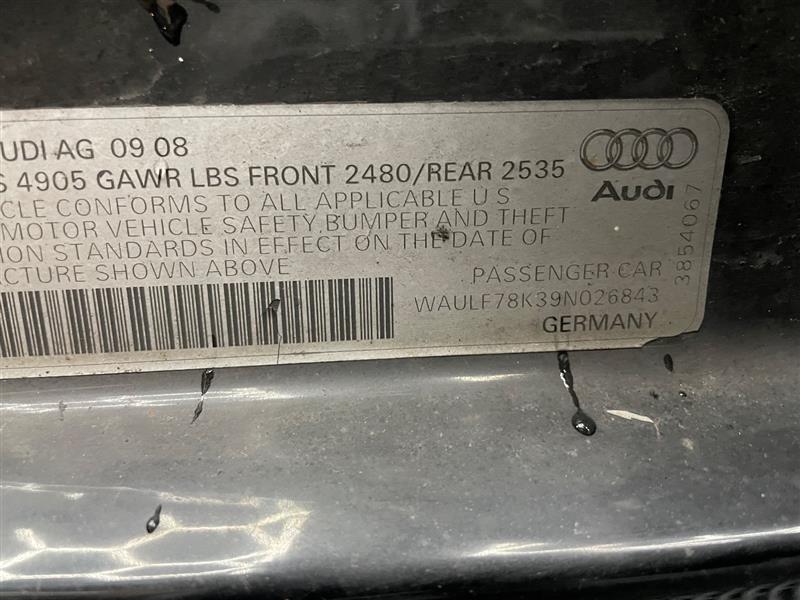 UDI AG 09 08
S 4905 GAWR LBS FRONT 2480/REAR 2535
CLE CONFORMS TO ALL APPLICABLE U S
MOTOR VEHICLE SAFETY, BUMPER AND THEFT
ION STANDARDS IN EFFECT ON THE DATE OF
ACTURE SHOWN ABOVE
PASSENGER CAR
WAULF78K39N026843
GERMANY
Audi
3854067